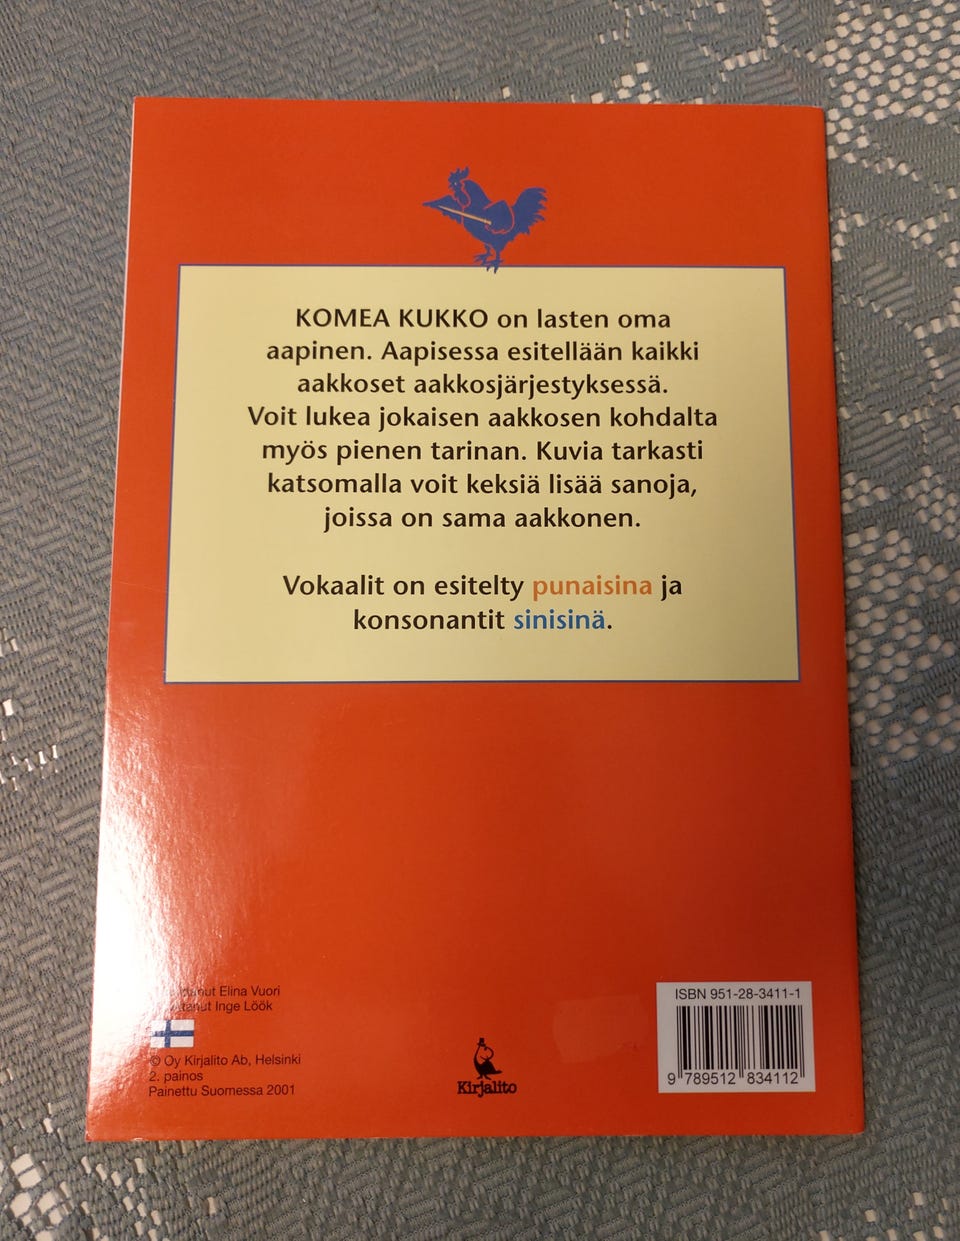 KOMEA KUKKO on lasten oma
aapinen. Aapisessa esitellään kaikki
aakkoset aakkosjärjestyksessä.
Voit lukea jokaisen aakkosen kohdalta
myös pienen tarinan. Kuvia tarkasti
katsomalla voit keksiä lisää sanoja,
joissa on sama aakkonen.
Vokaalit on esitelty punaisina ja
konsonantit sinisinä.
Elina Vuori
Inge Löök
© Oy Kirjalito Ab, Helsinki
2. painos
Painettu Suomessa 2001
Kirjalito
ISBN 951-28-3411-1
9 789512 834112